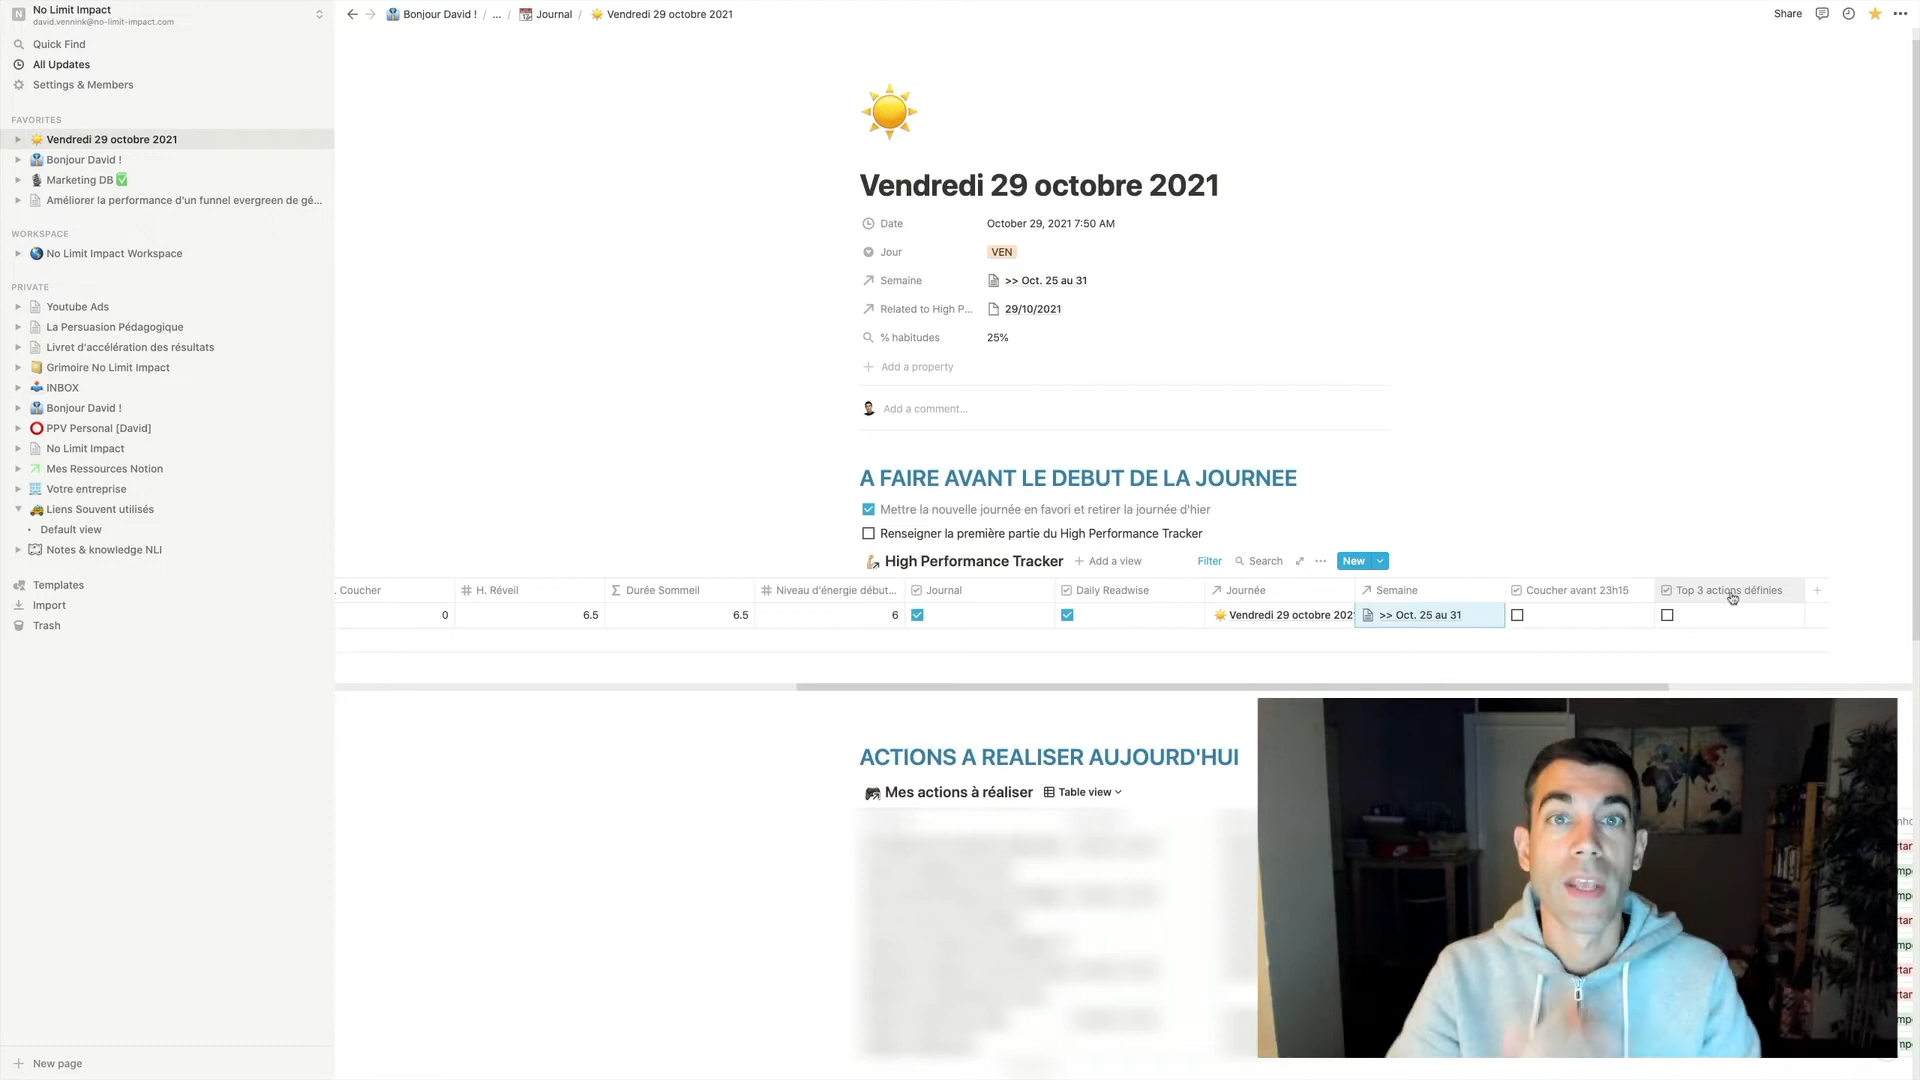 No Limit Impact
david.vennink@no-limit-impact.com
Quick Find
All Updates
Settings & Members
FAVORITES
Vendredi 29 octobre 2021
Bonjour David !
Marketing DB
Améliorer la performance d'un funnel evergreen de gé...
WORKSPACE
No Limit Impact Workspace
PRIVATE
Youtube Ads
La Persuasion Pédagogique
Livret d'accélération des résultats
Grimoire No Limit Impact
INBOX
Bonjour David !
PPV Personal [David]
No Limit Impact
Mes Ressources Notion
Votre entreprise
Liens Souvent utilisés
Default view
Notes & knowledge NLI
Templates
Import
Trash
New page
Bonjour David ! / ... / Journal / Vendredi 29 octobre 2021
Share
Vendredi 29 octobre 2021
Date October 29, 2021 7:50 AM
Jour VEN
Semaine >> Oct. 25 au 31
Related to High P... 29/10/2021
% habitudes 25%
Add a property
Add a comment...
A FAIRE AVANT LE DEBUT DE LA JOURNEE
Mettre la nouvelle journée en favori et retirer la journée d'hier
Renseigner la première partie du High Performance Tracker
High Performance Tracker + Add a view Filter Search ... New
. Coucher # H. Réveil Σ Durée Sommeil # Niveau d'énergie début... Journal Daily Readwise Journée Semaine Coucher avant 23h15 Top 3 actions définies +
0 6.5 6.5 6 Vendredi 29 octobre 202 >> Oct. 25 au 31
ACTIONS A REALISER AUJOURD'HUI
Mes actions à réaliser Table view